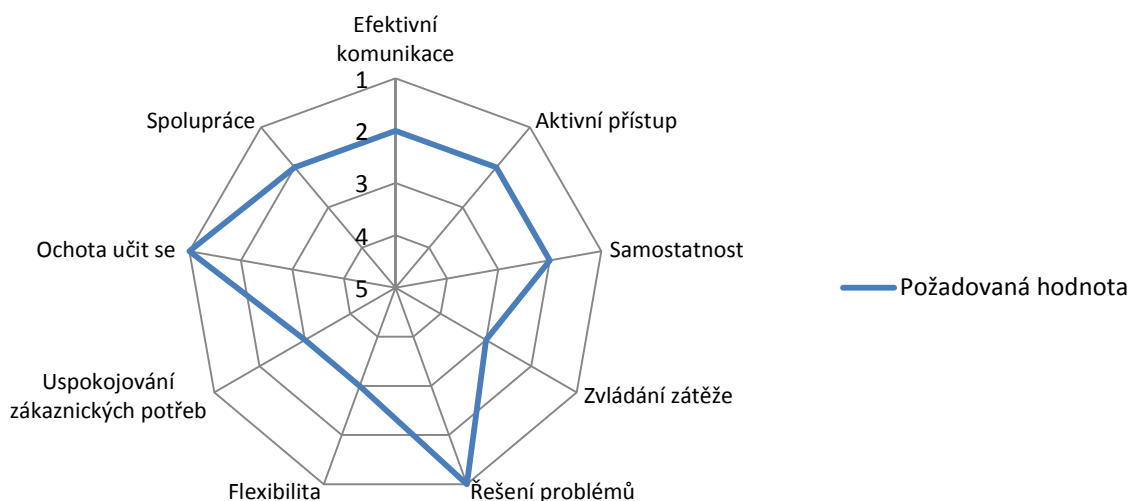 Efektivní
komunikace
1
2
3
4
5
Aktivní přístup
Samostatnost
Zvládání zátěže
Řešení problémů
Flexibilita
Uspokojování
zákaznických potřeb
Ochota učit se
Spolupráce
Požadovaná hodnota